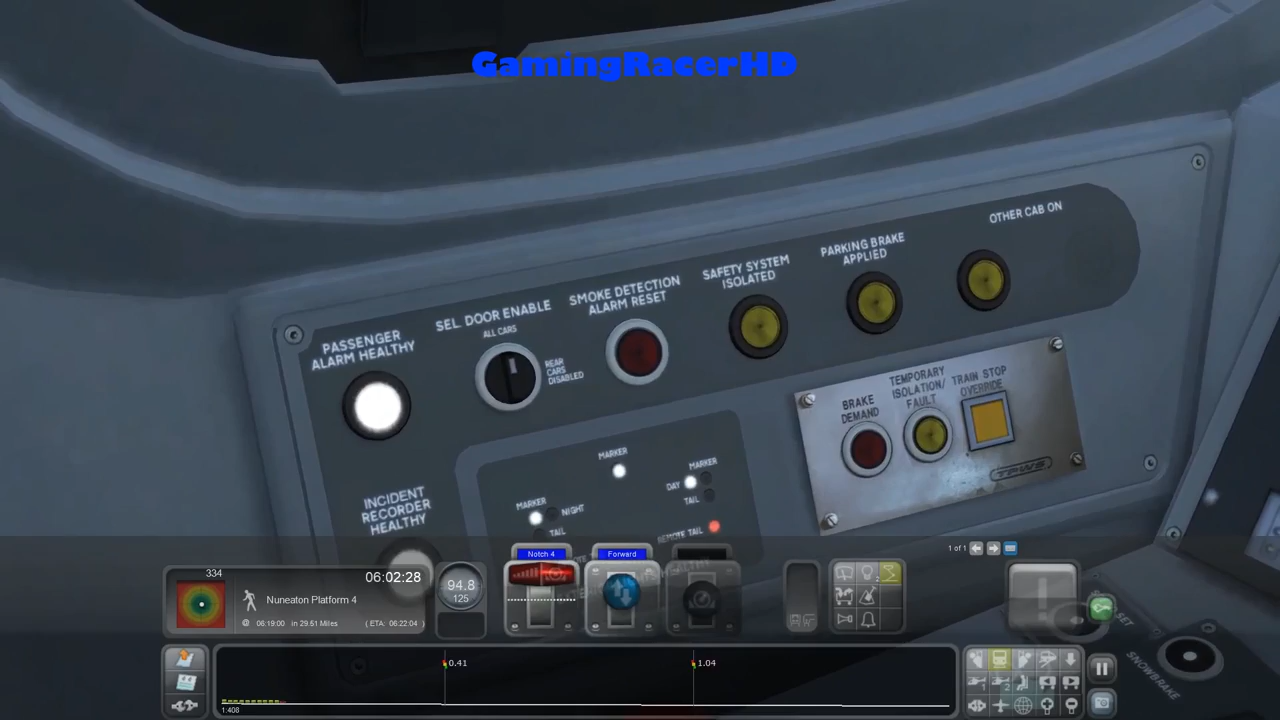 GamingRacerHD
OTHER CAB ON
PARKING BRAKE
APPLIED
SAFETY SYSTEM
ISOLATED
SMOKE DETECTION
ALARM RESET
SEL. DOOR ENABLE
ALL CARS
REAR
CARS
DISABLED
PASSENGER
ALARM HEALTHY
TEMPORARY
ISOLATION/
FAULT
TRAIN STOP
OVERRIDE
BRAKE
DEMAND
TPWS
MARKER
MARKER
DAY
TAIL
MARKER
NIGHT
TAIL
REMOTE TAIL
INCIDENT
RECORDER
HEALTHY
Notch 4
Forward
1 of 1
334
06:02:28
Nuneaton Platform 4
@ 06:19:00 in 29.51 Miles ( ETA: 06:22:04 )
94.8
125
SET
SNOWBRAKE
0.41
1.04
1:408